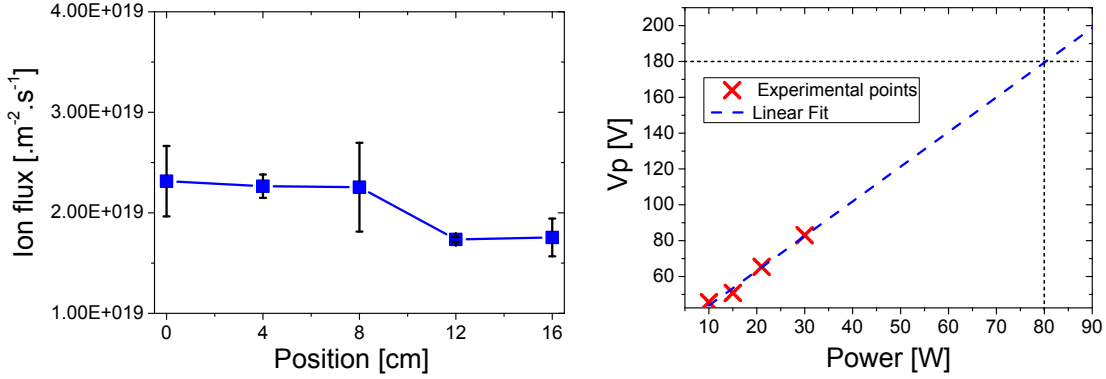 4.00E+019
3.00E+019
2.00E+019
1.00E+019
Ion flux [.m⁻².s⁻¹]
0 4 8 12 16
Position [cm]
200
180
160
140
120
100
80
60
Vp [V]
Experimental points
Linear Fit
10 20 30 40 50 60 70 80 90
Power [W]